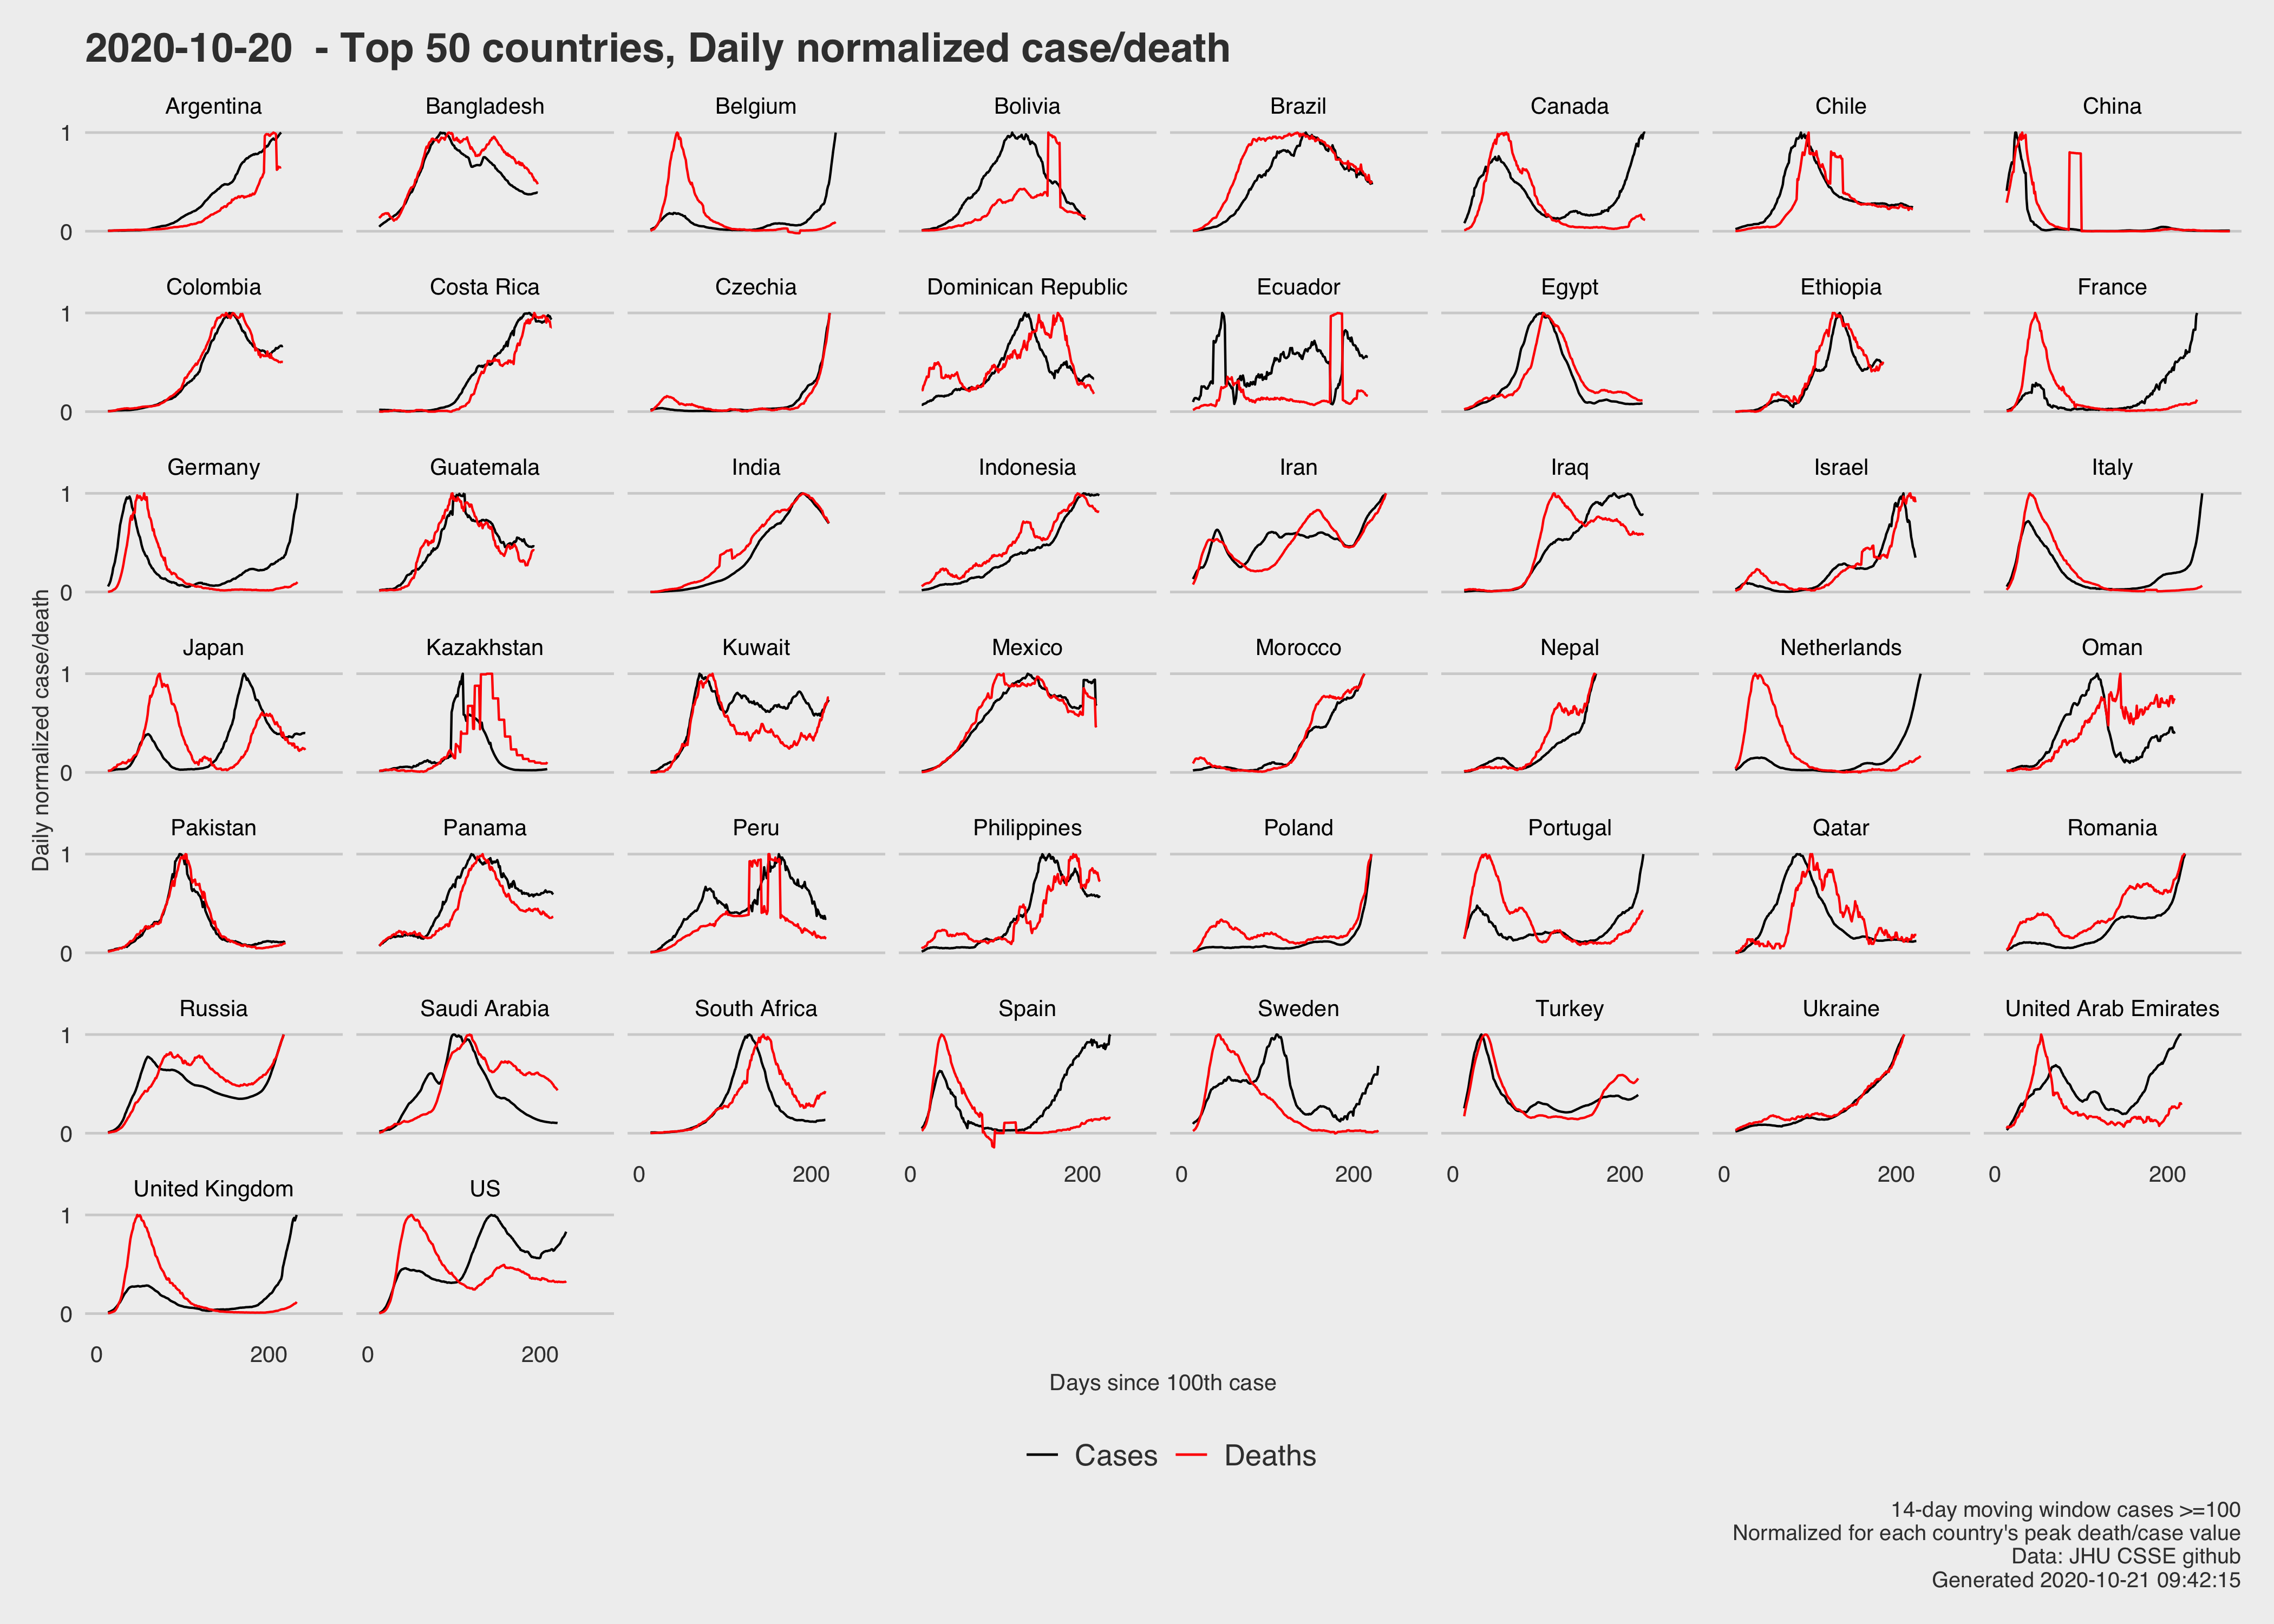 2020-10-20  - Top 50 countries, Daily normalized case/death
Argentina Bangladesh Belgium Bolivia Brazil Canada Chile China
1
0
Colombia Costa Rica Czechia Dominican Republic Ecuador Egypt Ethiopia France
1
0
Germany Guatemala India Indonesia Iran Iraq Israel Italy
1
0
Daily normalized case/death
Japan Kazakhstan Kuwait Mexico Morocco Nepal Netherlands Oman
1
0
Pakistan Panama Peru Philippines Poland Portugal Qatar Romania
1
0
Russia Saudi Arabia South Africa Spain Sweden Turkey Ukraine United Arab Emirates
1
0
0 200 0 200 0 200 0 200 0 200 0 200
United Kingdom US
1
0
0 200 0 200
Days since 100th case
Cases Deaths
14-day moving window cases >=100
Normalized for each country's peak death/case value
Data: JHU CSSE github
Generated 2020-10-21 09:42:15